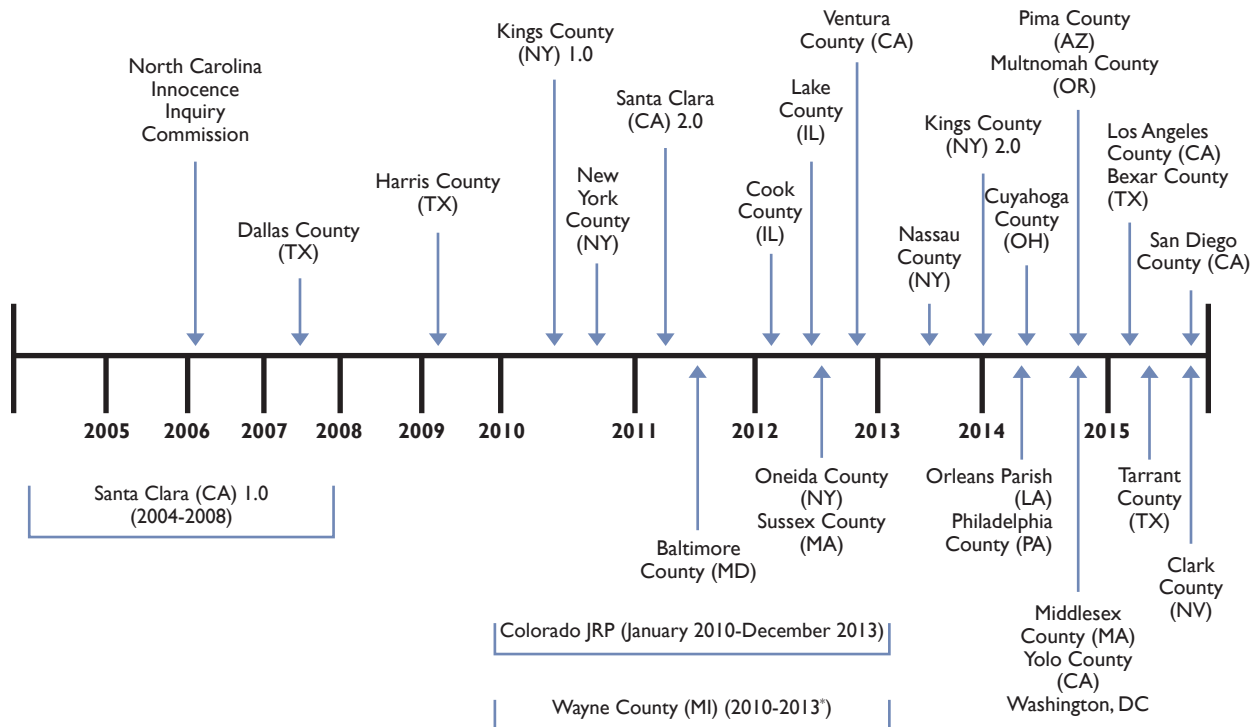 North Carolina
Innocence
Inquiry
Commission
Dallas County
(TX)
Harris County
(TX)
Kings County
(NY) 1.0
New
York
County
(NY)
Santa Clara
(CA) 2.0
Cook
County
(IL)
Lake
County
(IL)
Ventura
County (CA)
Nassau
County
(NY)
Kings County
(NY) 2.0
Cuyahoga
County
(OH)
Pima County
(AZ)
Multnomah County
(OR)
Los Angeles
County (CA)
Bexar County
(TX)
San Diego
County (CA)
2005
2006
2007
2008
2009
2010
2011
2012
2013
2014
2015
Santa Clara (CA) 1.0
(2004-2008)
Baltimore
County (MD)
Oneida County
(NY)
Sussex County
(MA)
Orleans Parish
(LA)
Philadelphia
County (PA)
Tarrant
County
(TX)
Clark
County
(NV)
Middlesex
County (MA)
Yolo County
(CA)
Washington, DC
Colorado JRP (January 2010-December 2013)
Wayne County (MI) (2010-2013*)